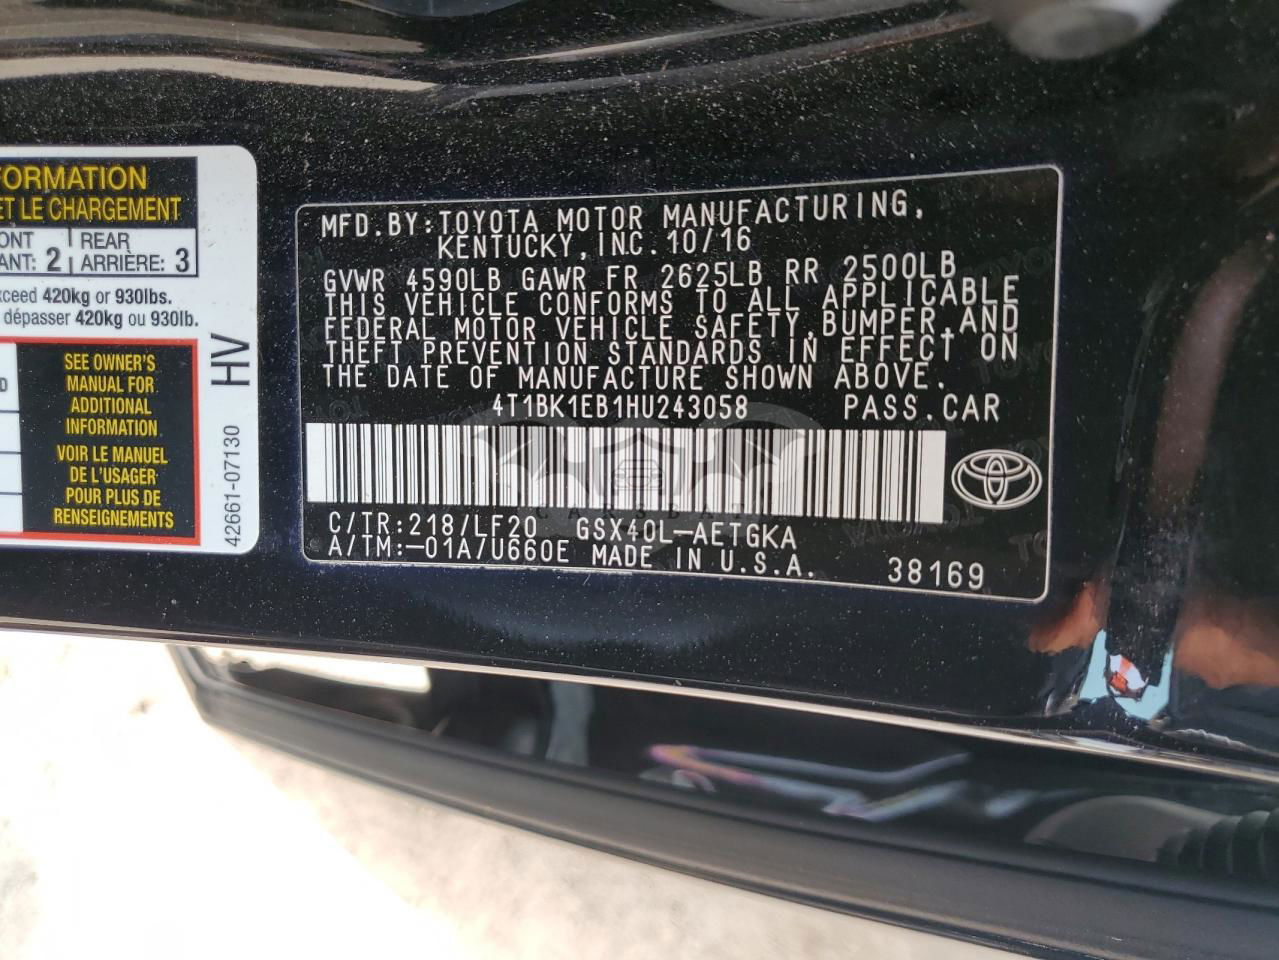 FORMATION
ET LE CHARGEMENT
REAR
2
ARRIÈRE: 3
420kg or 930lbs.
dépasser 420kg ou 930lb.
SEE OWNER'S
MANUAL FOR
ADDITIONAL
INFORMATION
VOIR LE MANUEL
DE L'USAGER
POUR PLUS DE
RENSEIGNEMENTS
HV
42661-07130
MFD.BY:TOYOTA MOTOR MANUFACTURING,
KENTUCKY,INC.10/16
GVWR 4590LB GAWR FR 2625LB RR 2500LB
THIS VEHICLE CONFORMS TO ALL APPLICABLE
FEDERAL MOTOR VEHICLE SAFETY,BUMPER,AND
THEFT PREVENTION STANDARDS IN EFFECT ON
THE DATE OF MANUFACTURE SHOWN ABOVE.
4T1BK1EB1HU243058 PASS.CAR
C/TR:218/LF20 GSX40L-AETGKA
A/TM:-01A/U660E MADE IN U.S.A. 38169
CARSDAL